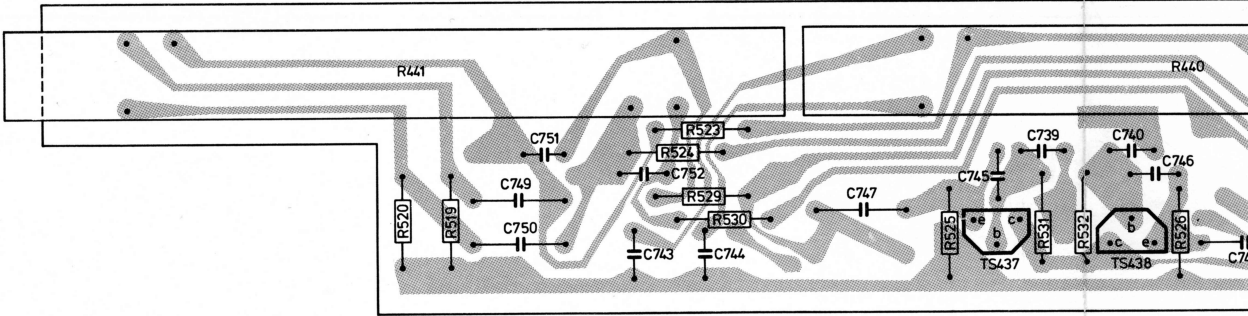 R441
R440
R523
C751
C739
C740
R524
C752
C745
C746
C749
R529
C747
R520
R519
R530
R525
e
c
b
R531
R532
b
c
e
R526
C750
C743
C744
TS437
TS438